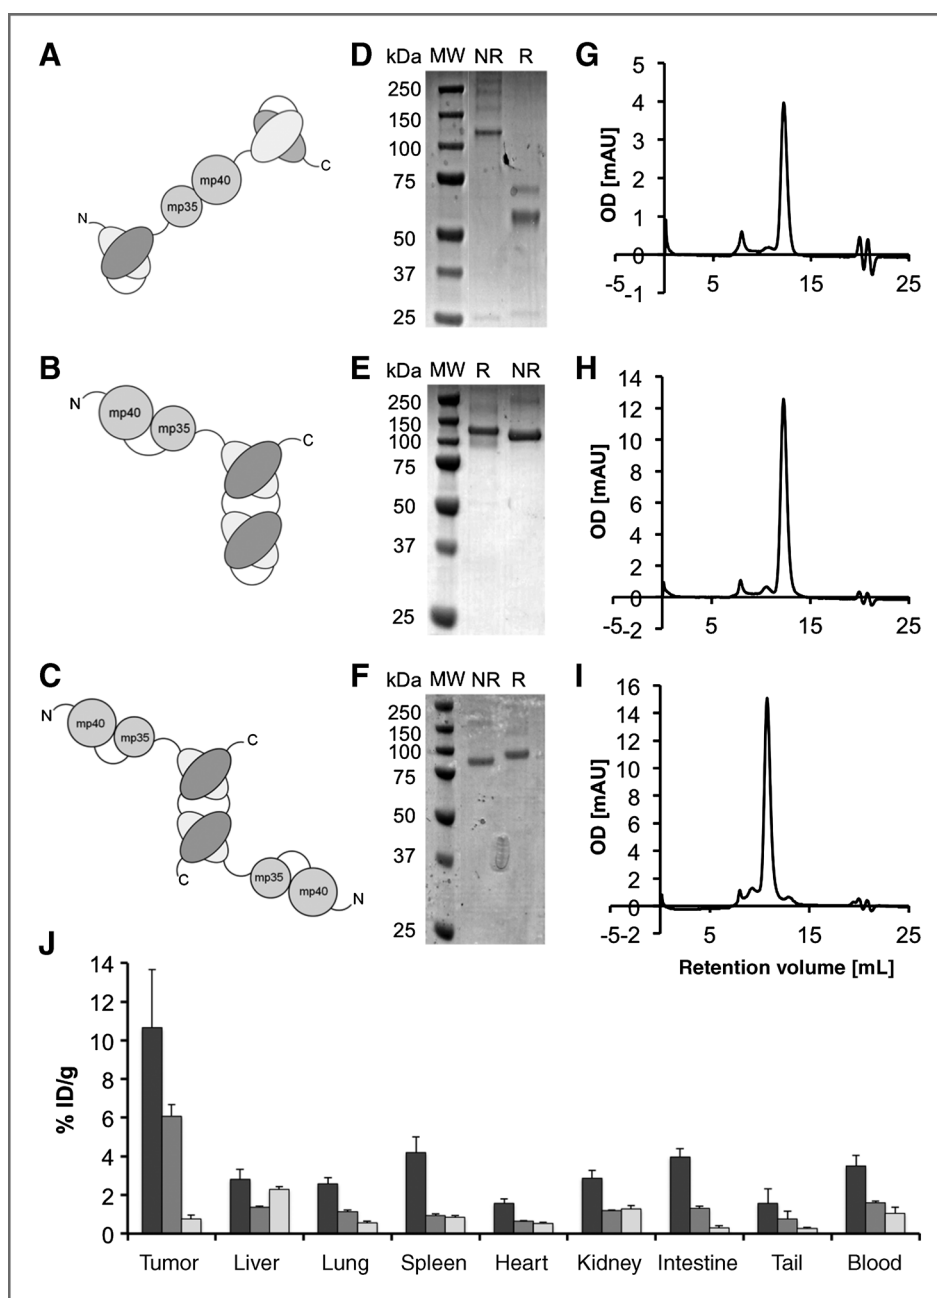 A
N
mp35
mp40
C
D
kDa MW NR R
250
150
100
75
50
37
25
G
OD [mAU]
5
4
3
2
1
0
-1
-5 5 15 25
B
N
mp40
mp35
C
E
kDa MW R NR
250
150
100
75
50
37
25
H
OD [mAU]
14
12
10
8
6
4
2
0
-2
-5 5 15 25
C
N
mp40
mp35
C
C
mp35
mp40
N
F
kDa MW NR R
250
150
100
75
50
37
25
I
OD [mAU]
16
14
12
10
8
6
4
2
0
-2
-5 5 15 25
Retention volume [mL]
J
% ID/g
14
12
10
8
6
4
2
0
Tumor Liver Lung Spleen Heart Kidney Intestine Tail Blood